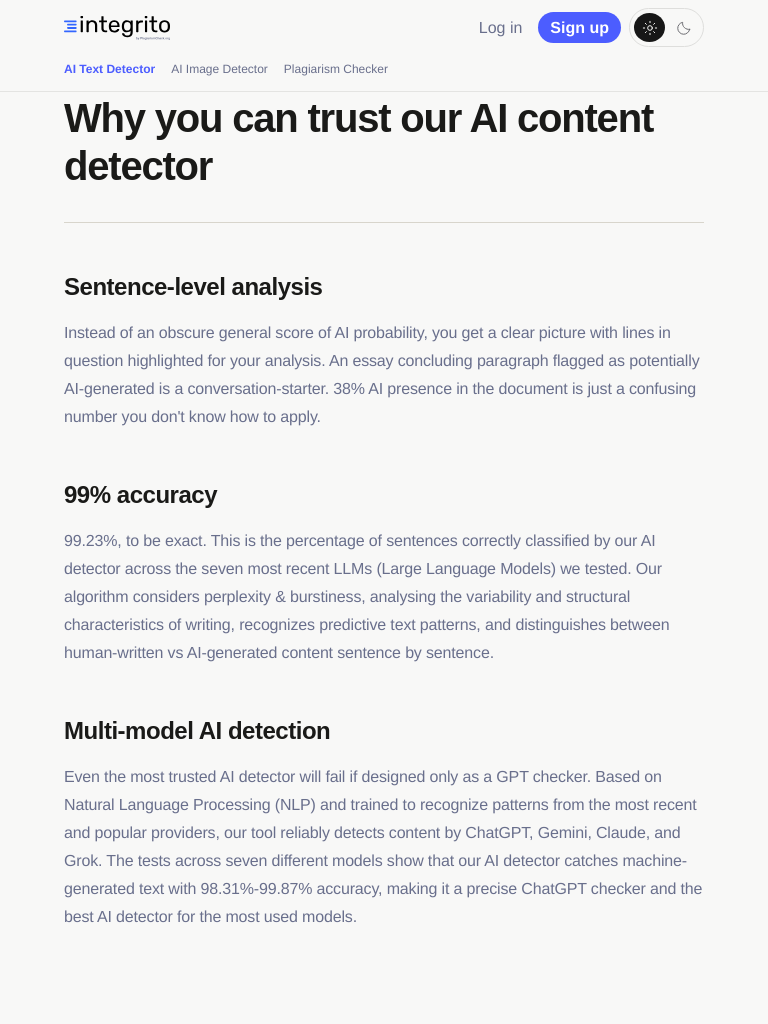 integrito
Log in
Sign up
AI Text Detector
AI Image Detector
Plagiarism Checker
Why you can trust our AI content
detector
Sentence-level analysis
Instead of an obscure general score of AI probability, you get a clear picture with lines in
question highlighted for your analysis. An essay concluding paragraph flagged as potentially
AI-generated is a conversation-starter. 38% AI presence in the document is just a confusing
number you don't know how to apply.
99% accuracy
99.23%, to be exact. This is the percentage of sentences correctly classified by our AI
detector across the seven most recent LLMs (Large Language Models) we tested. Our
algorithm considers perplexity & burstiness, analysing the variability and structural
characteristics of writing, recognizes predictive text patterns, and distinguishes between
human-written vs AI-generated content sentence by sentence.
Multi-model AI detection
Even the most trusted AI detector will fail if designed only as a GPT checker. Based on
Natural Language Processing (NLP) and trained to recognize patterns from the most recent
and popular providers, our tool reliably detects content by ChatGPT, Gemini, Claude, and
Grok. The tests across seven different models show that our AI detector catches machine-
generated text with 98.31%-99.87% accuracy, making it a precise ChatGPT checker and the
best AI detector for the most used models.